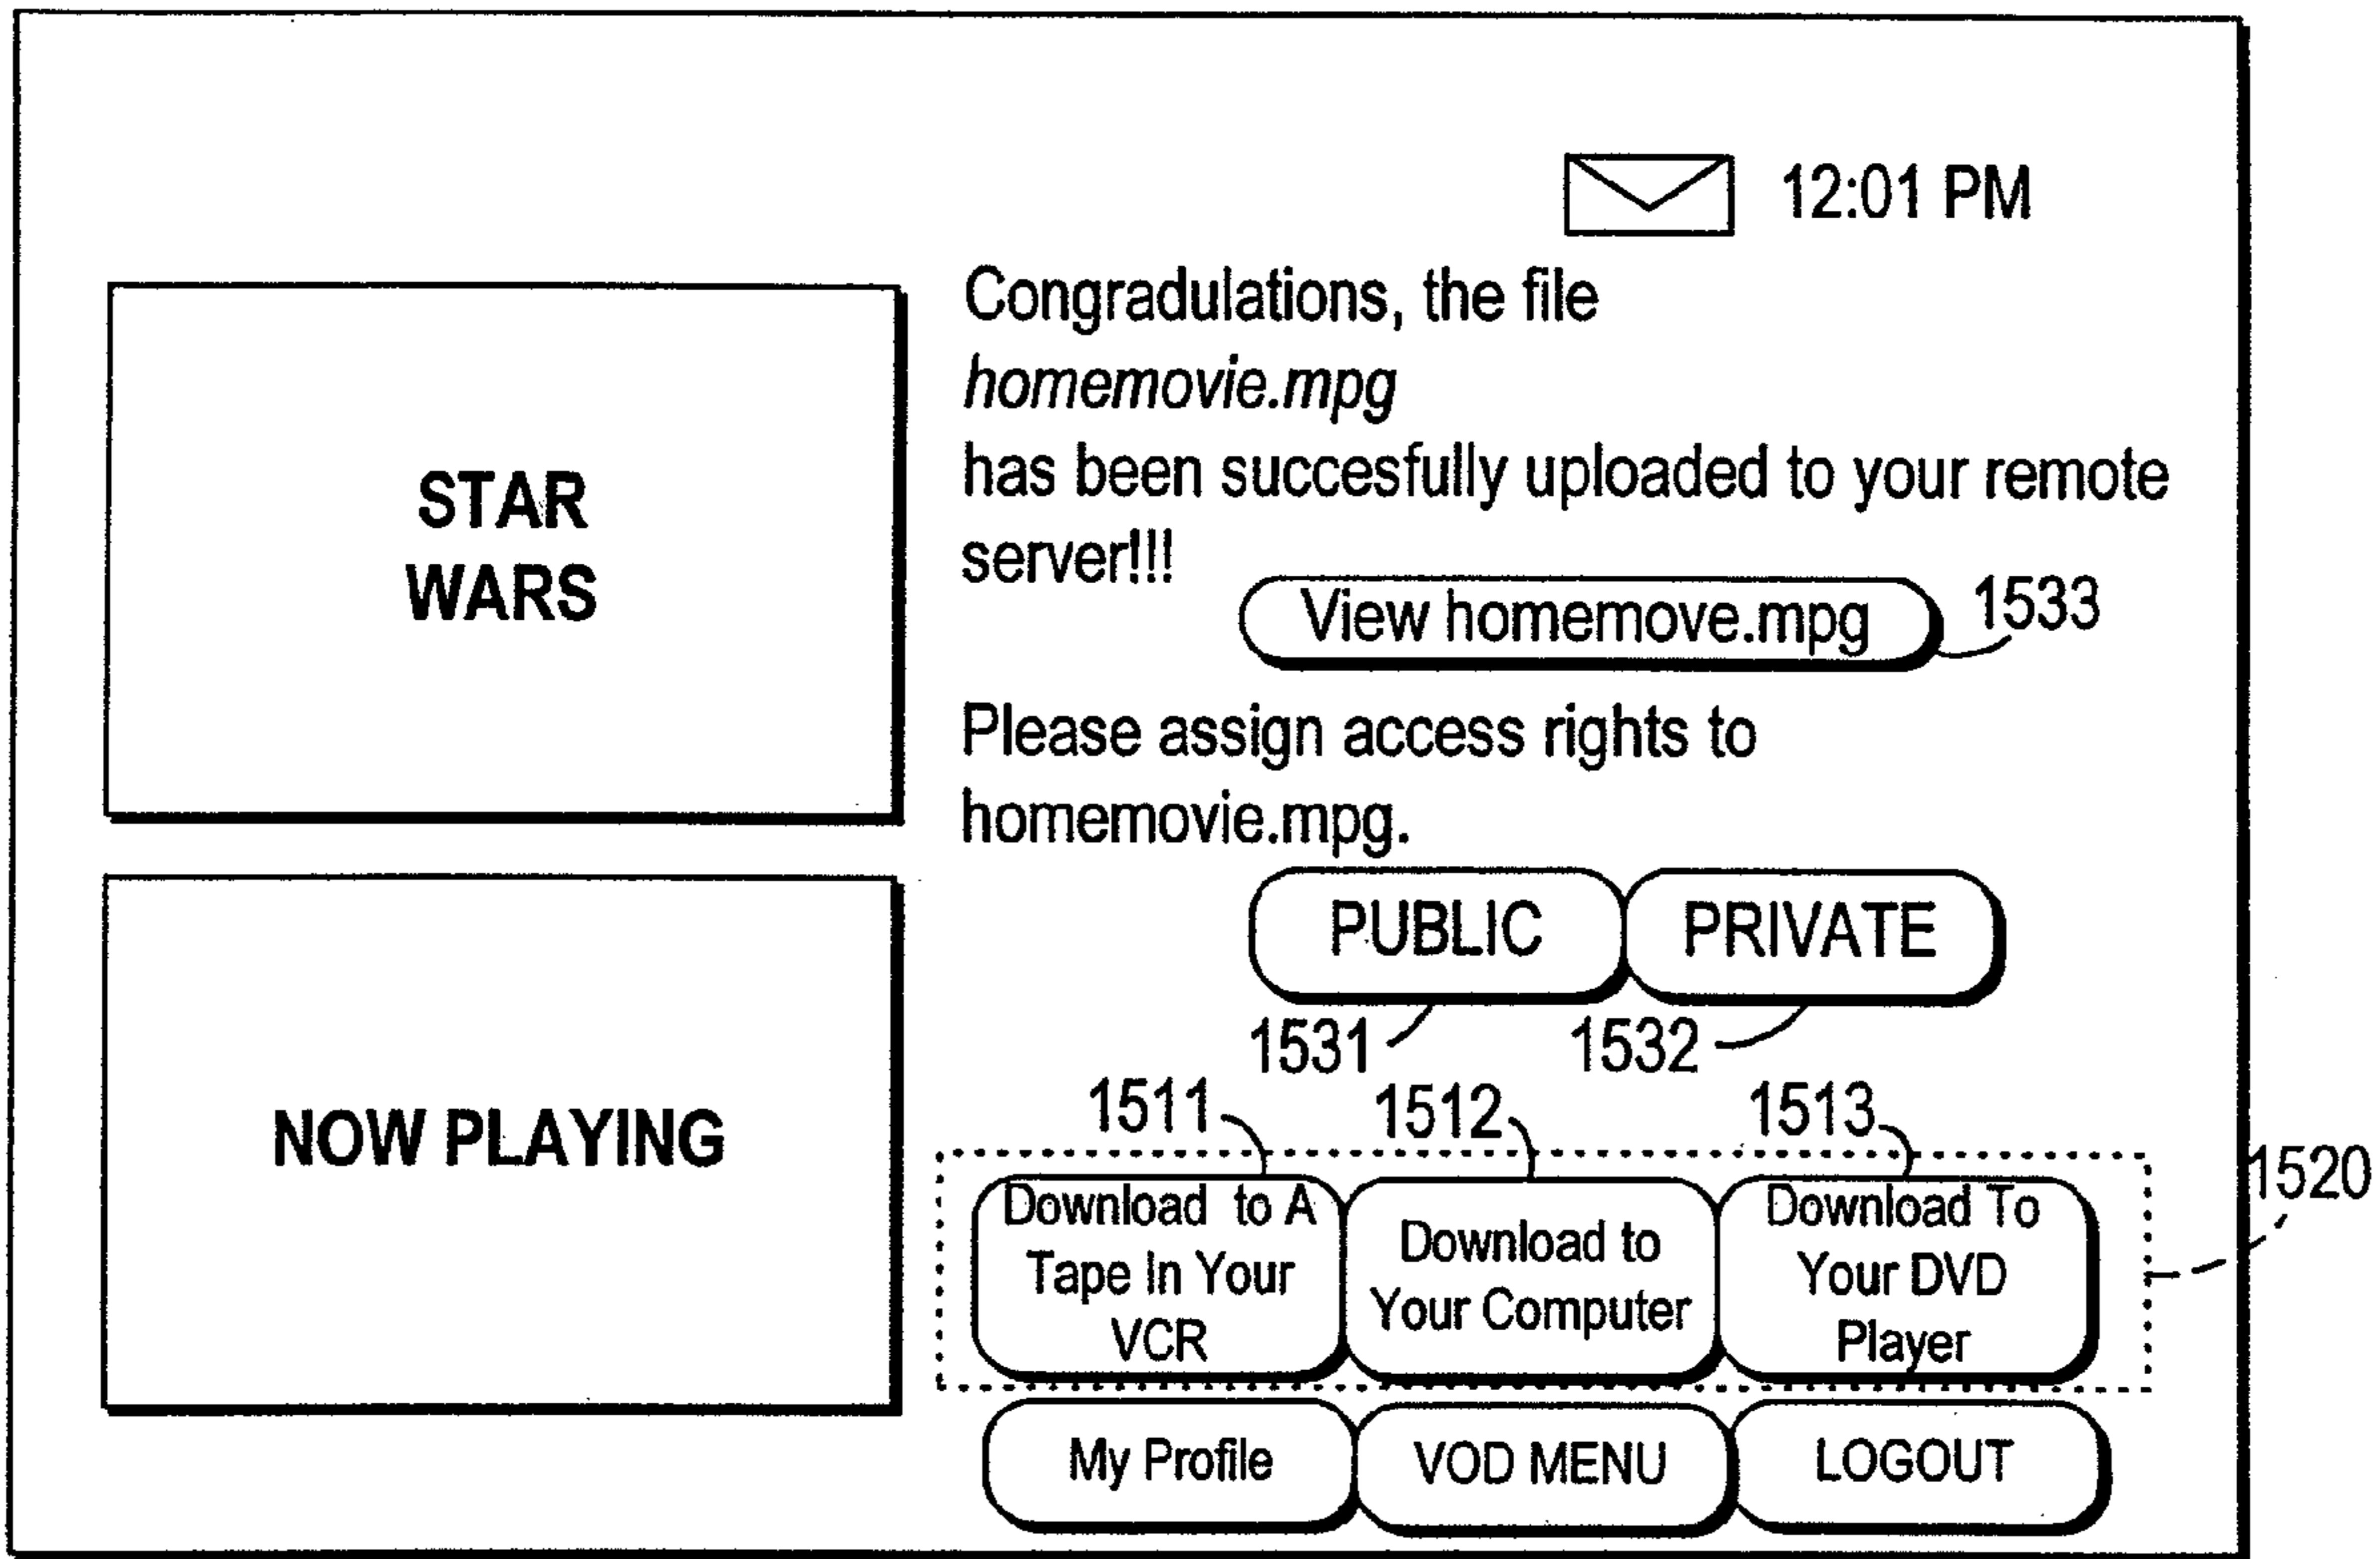 12:01 PM
STAR
WARS
NOW PLAYING
Congradulations, the file
homemovie.mpg
has been succesfully uploaded to your remote
server!!!
View homemove.mpg
1533
Please assign access rights to
homemovie.mpg.
PUBLIC
PRIVATE
1531
1532
1511
1512
1513
1520
Download to A
Tape In Your
VCR
Download to
Your Computer
Download To
Your DVD
Player
My Profile
VOD MENU
LOGOUT